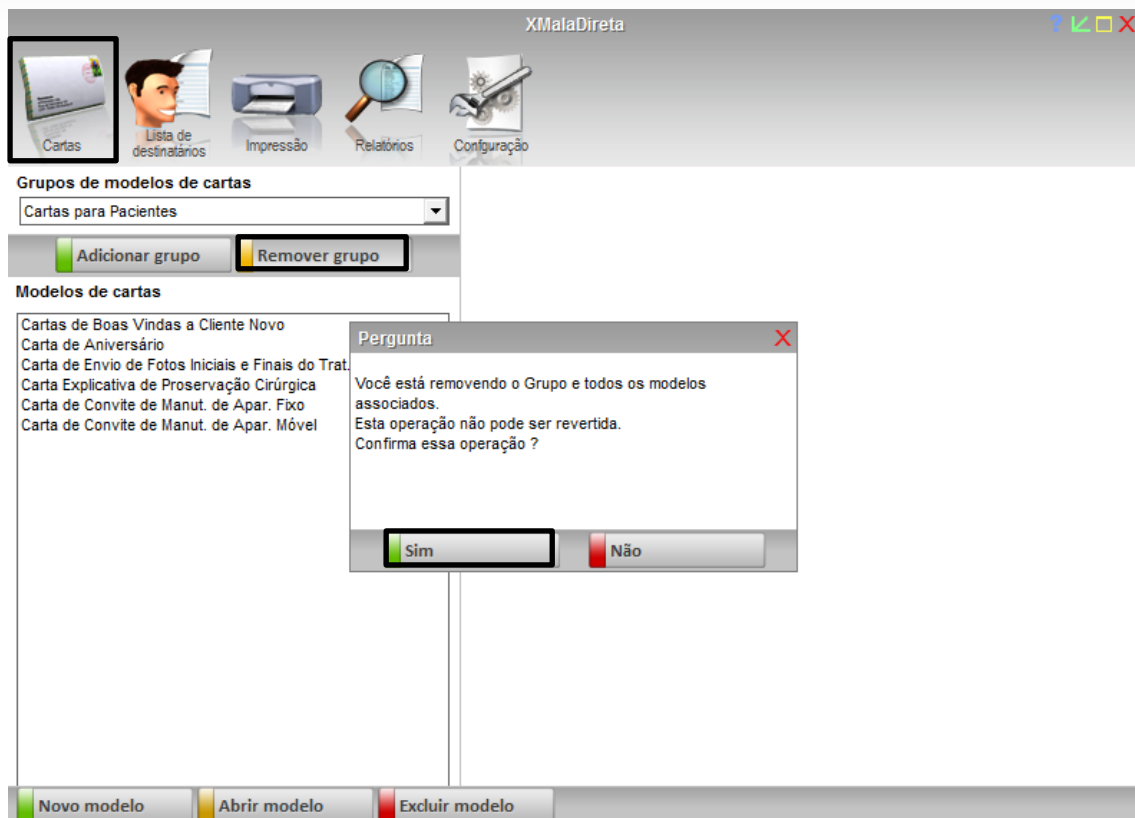 XMalaDireta
?
Cartas
Lista de
destinatários
Impressão
Relatórios
Confguração
Grupos de modelos de cartas
Cartas para Pacientes
Adicionar grupo
Remover grupo
Modelos de cartas
Cartas de Boas Vindas a Cliente Novo
Carta de Aniversário
Carta de Envio de Fotos Iniciais e Finais do Trat.
Carta Explicativa de Proservação Cirúrgica
Carta de Convite de Manut. de Apar. Fixo
Carta de Convite de Manut. de Apar. Móvel
Pergunta
Você está removendo o Grupo e todos os modelos
associados.
Esta operação não pode ser revertida.
Confirma essa operação ?
Sim
Não
Novo modelo
Abrir modelo
Excluir modelo